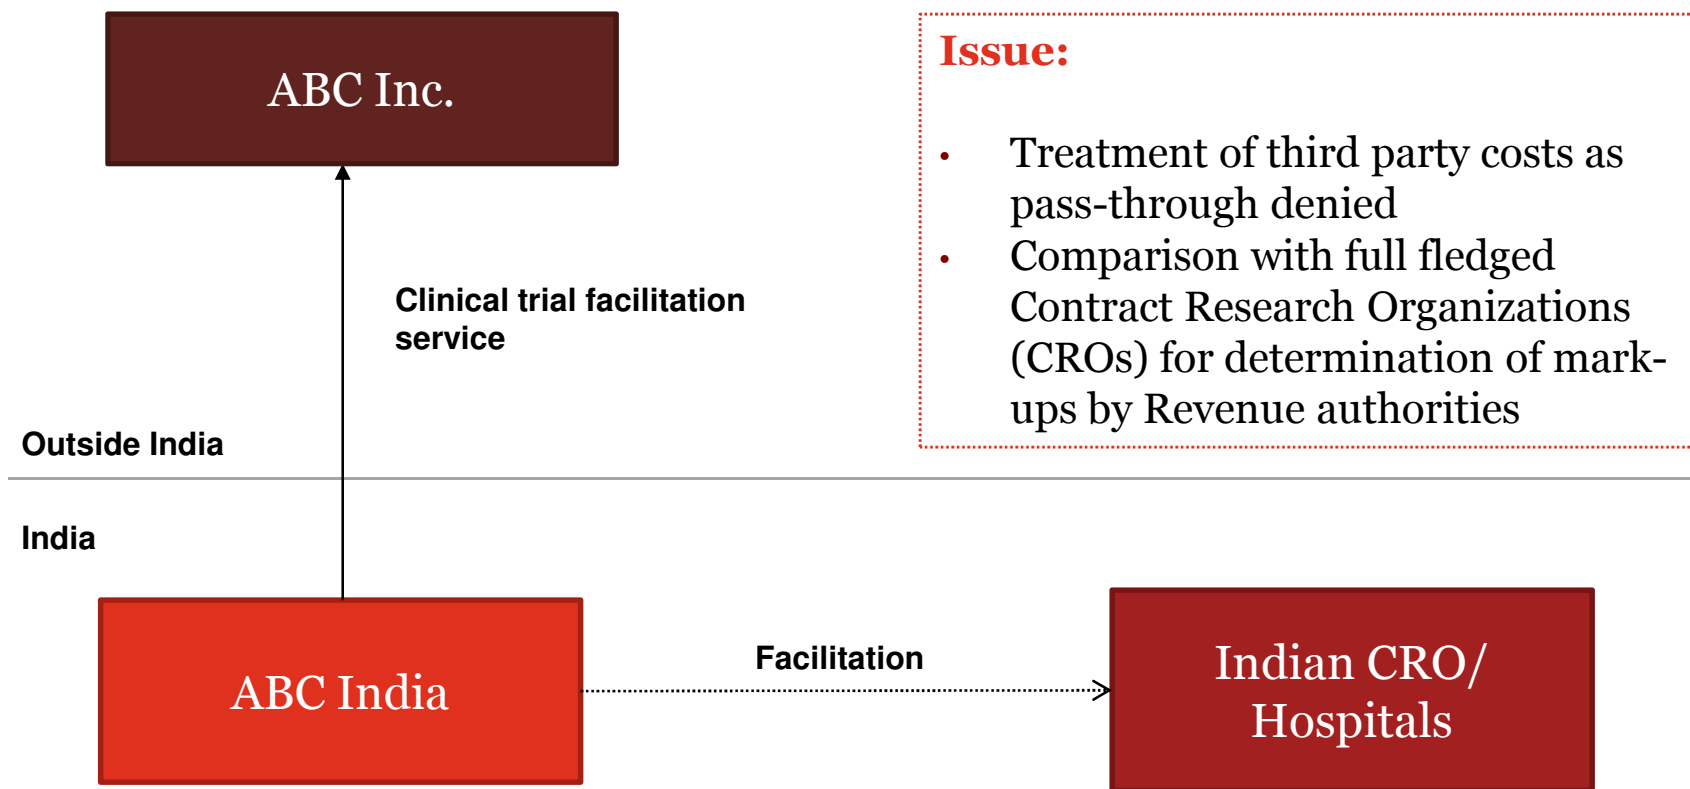 ABC Inc.
Issue:
• Treatment of third party costs as
pass-through denied
• Comparison with full fledged
Contract Research Organizations
(CROs) for determination of mark-
ups by Revenue authorities
Clinical trial facilitation
service
Outside India
India
ABC India
Facilitation
Indian CRO/
Hospitals